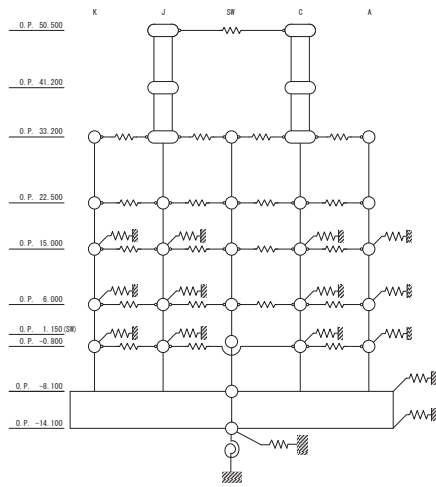 K J SW C A
O.P. 50.500
O.P. 41.200
O.P. 33.200
O.P. 22.500
O.P. 15.000
O.P. 6.000
O.P. 1.150(SW)
O.P. -0.800
O.P. -8.100
O.P. -14.100